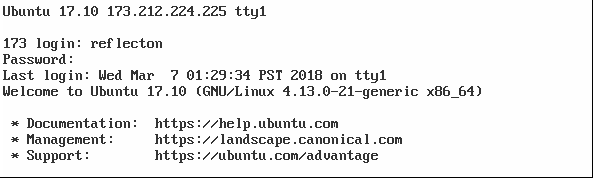 Ubuntu 17.10 173.212.224.225 tty1
173 login: reflecton
Password:
Last login: Wed Mar  7 01:29:34 PST 2018 on tty1
Welcome to Ubuntu 17.10 (GNU/Linux 4.13.0-21-generic x86_64)
* Documentation:  https://help.ubuntu.com
* Management:     https://landscape.canonical.com
* Support:        https://ubuntu.com/advantage